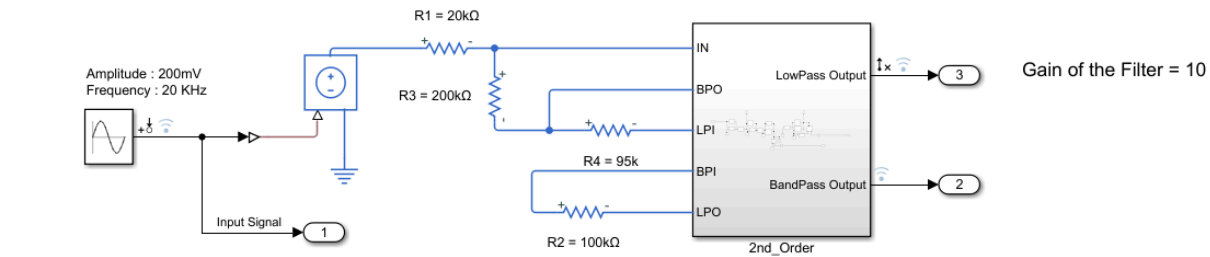 R1 = 20kΩ
Amplitude : 200mV
Frequency : 20 KHz
R3 = 200kΩ
IN
BPO
LPI
BPI
LPO
LowPass Output
BandPass Output
3
2
Gain of the Filter = 10
R4 = 95k
R2 = 100kΩ
2nd_Order
Input Signal
1